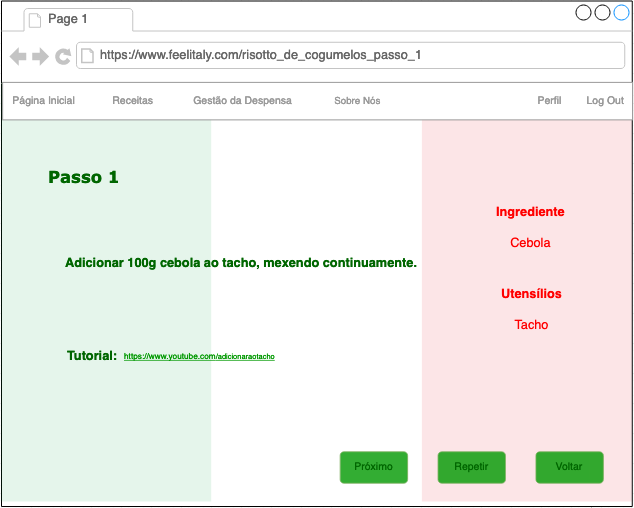 Page 1
https://www.feelitaly.com/risotto_de_cogumelos_passo_1
Página Inicial Receitas Gestão da Despensa Sobre Nós Perfil Log Out
Passo 1
Ingrediente
Cebola
Adicionar 100g cebola ao tacho, mexendo continuamente.
Utensílios
Tacho
Tutorial: https://www.youtube.com/adicionaraotacho
Próximo Repetir Voltar